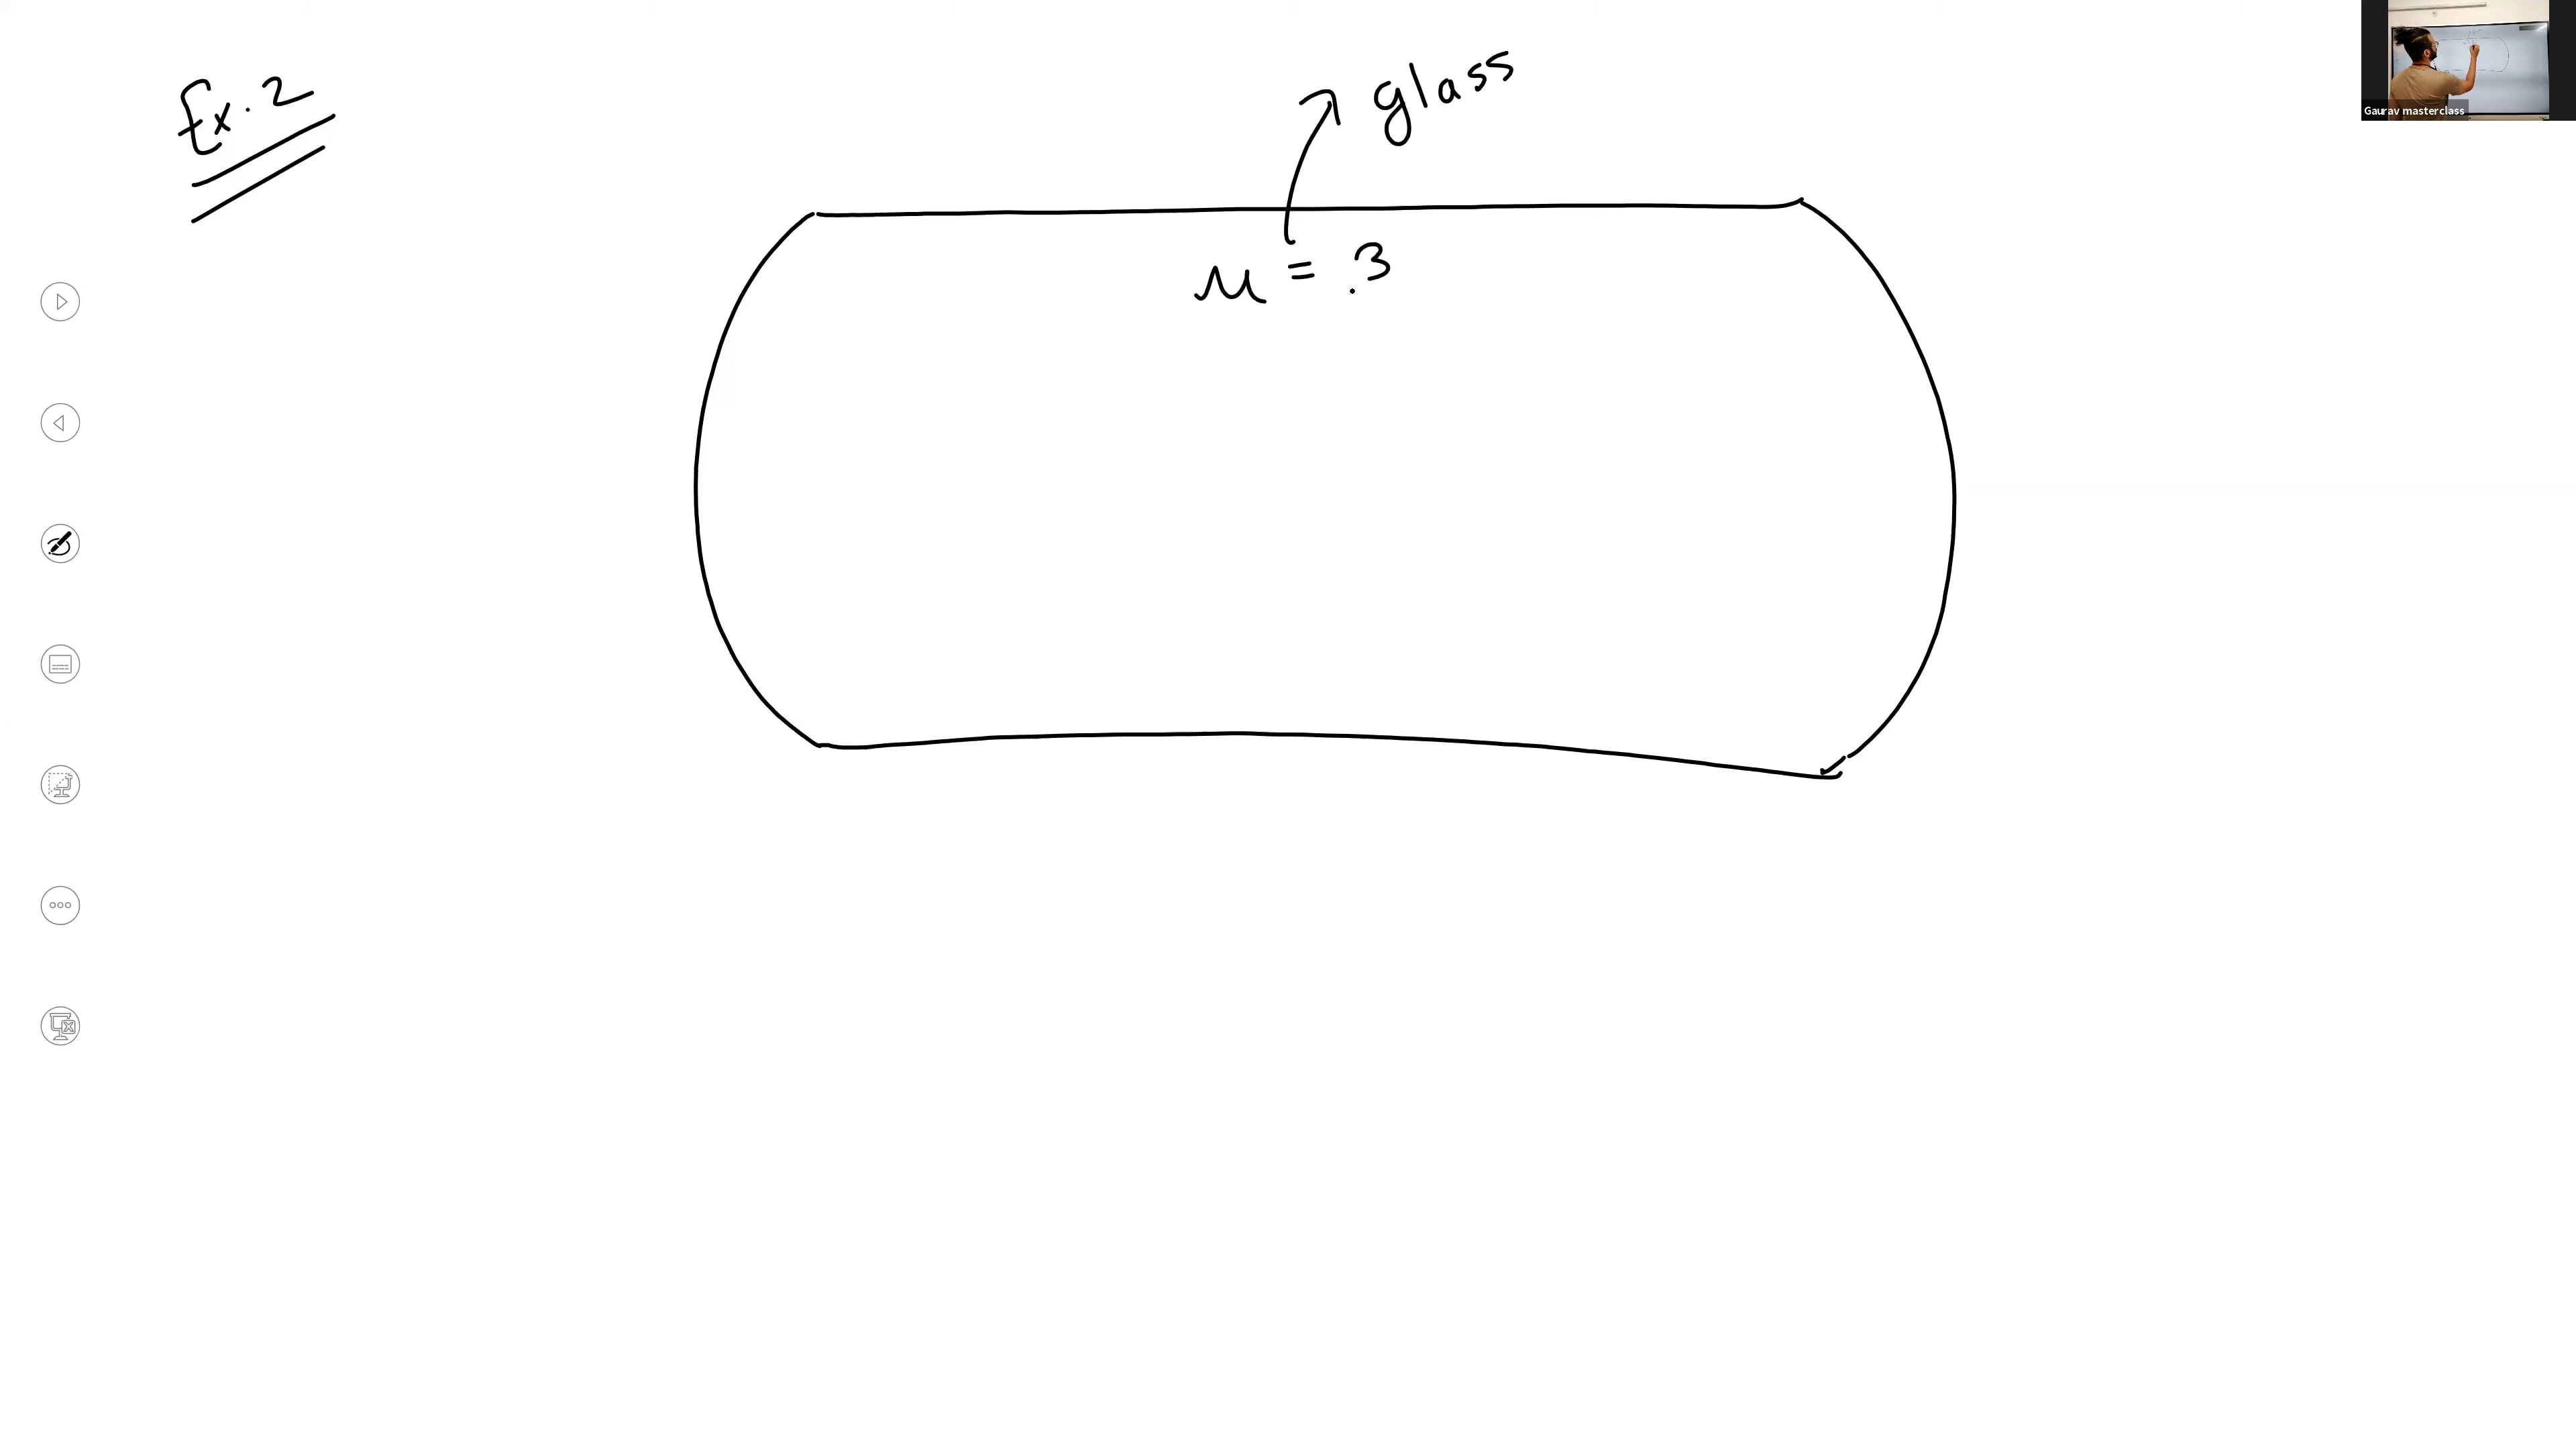 Ex. 2
glass
μ = .3
Gaurav masterclass